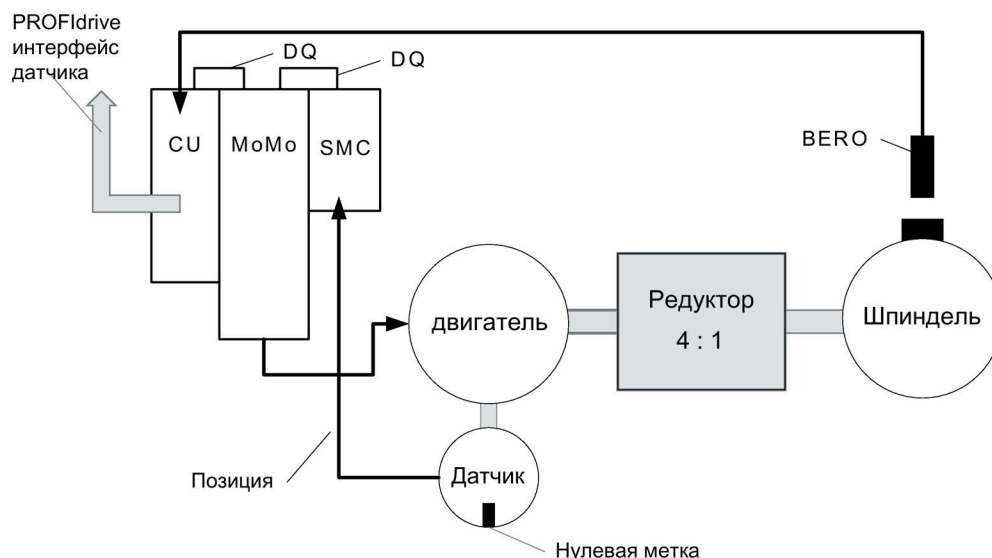 PROFIdrive
интерфейс
датчика
DQ
DQ
CU
MoMo
SMC
BERO
двигатель
Редуктор
4 : 1
Шпиндель
Позиция
Датчик
Нулевая метка